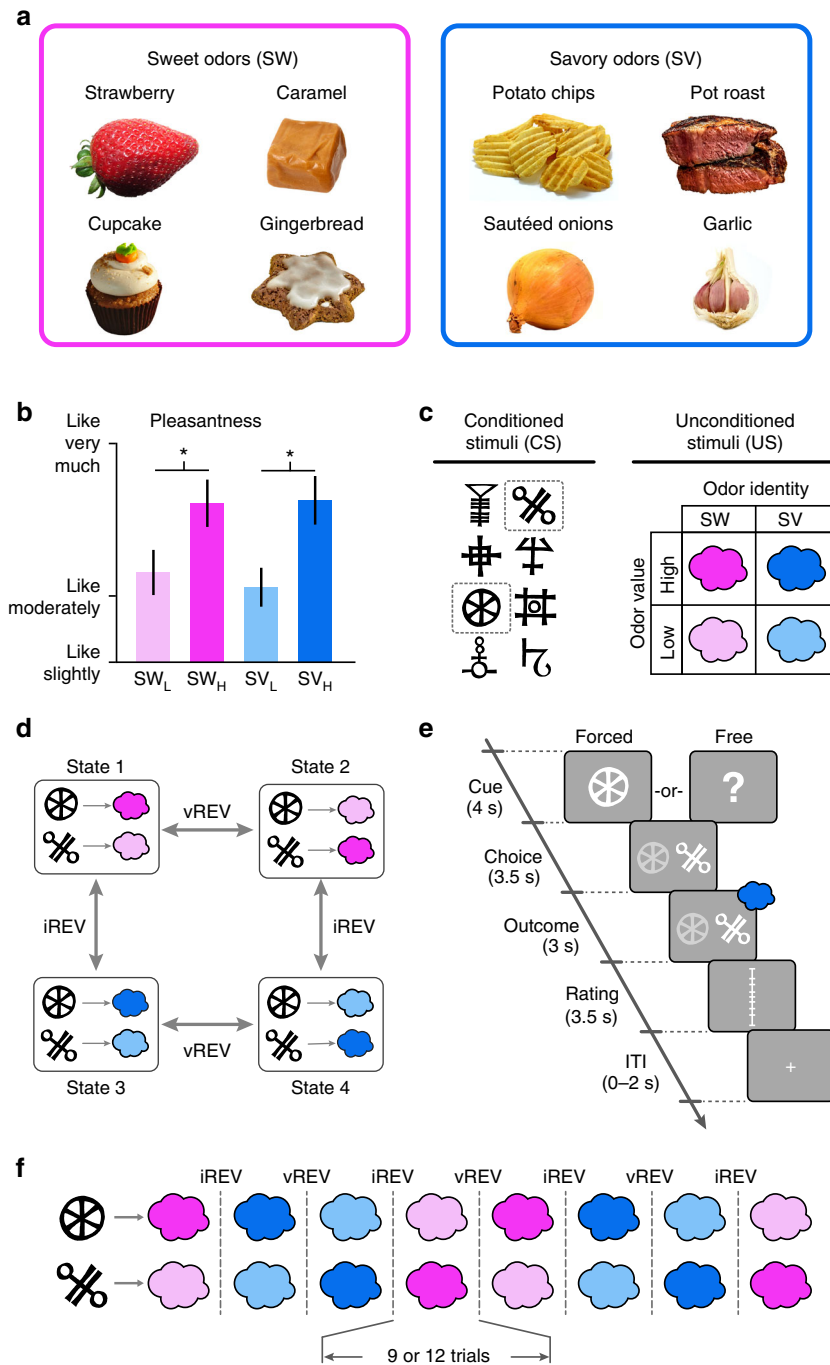 a
Sweet odors (SW)
Strawberry Caramel
Cupcake Gingerbread
Savory odors (SV)
Potato chips Pot roast
Sautéed onions Garlic
b
Pleasantness
Like very much
* *
Like moderately
Like slightly
SWL SWH SVL SVH
c
Conditioned
stimuli (CS)
Unconditioned
stimuli (US)
Odor identity
SW SV
Odor value
High
Low
d
State 1 State 2
vREV
iREV iREV
vREV
State 3 State 4
e
Forced Free
Cue
(4 s)
-or-
?
Choice
(3.5 s)
Outcome
(3 s)
Rating
(3.5 s)
ITI
(0–2 s)
+
f
iREV vREV iREV vREV iREV vREV iREV
9 or 12 trials